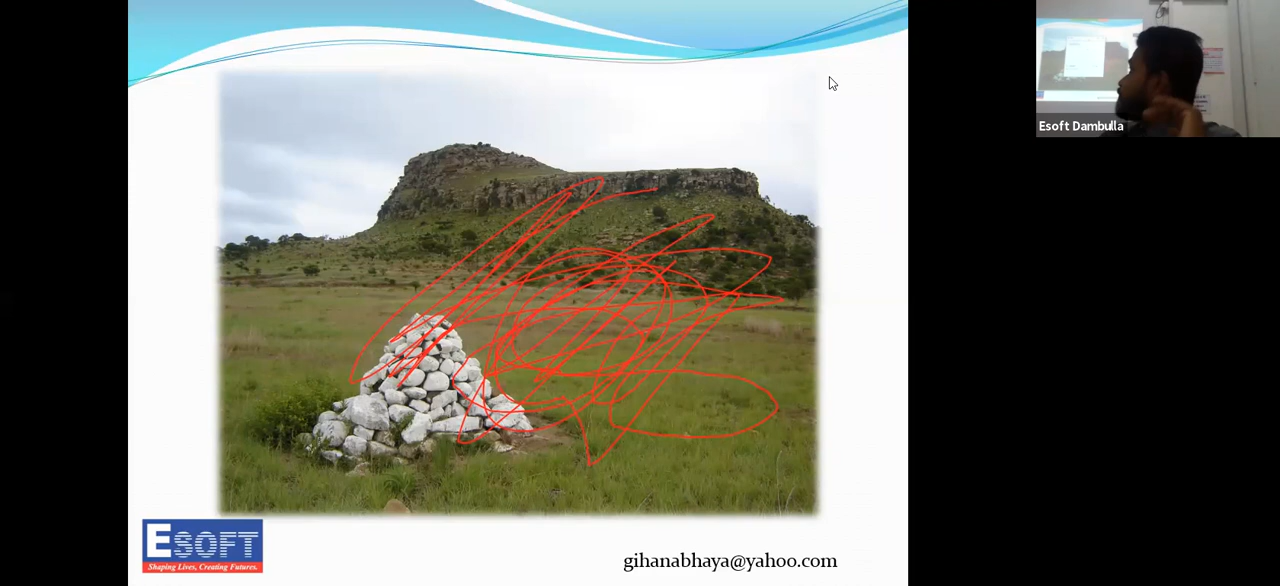 Esoft Dambulla
ESOFT
Shaping Lives, Creating Futures.
gihanabhaya@yahoo.com